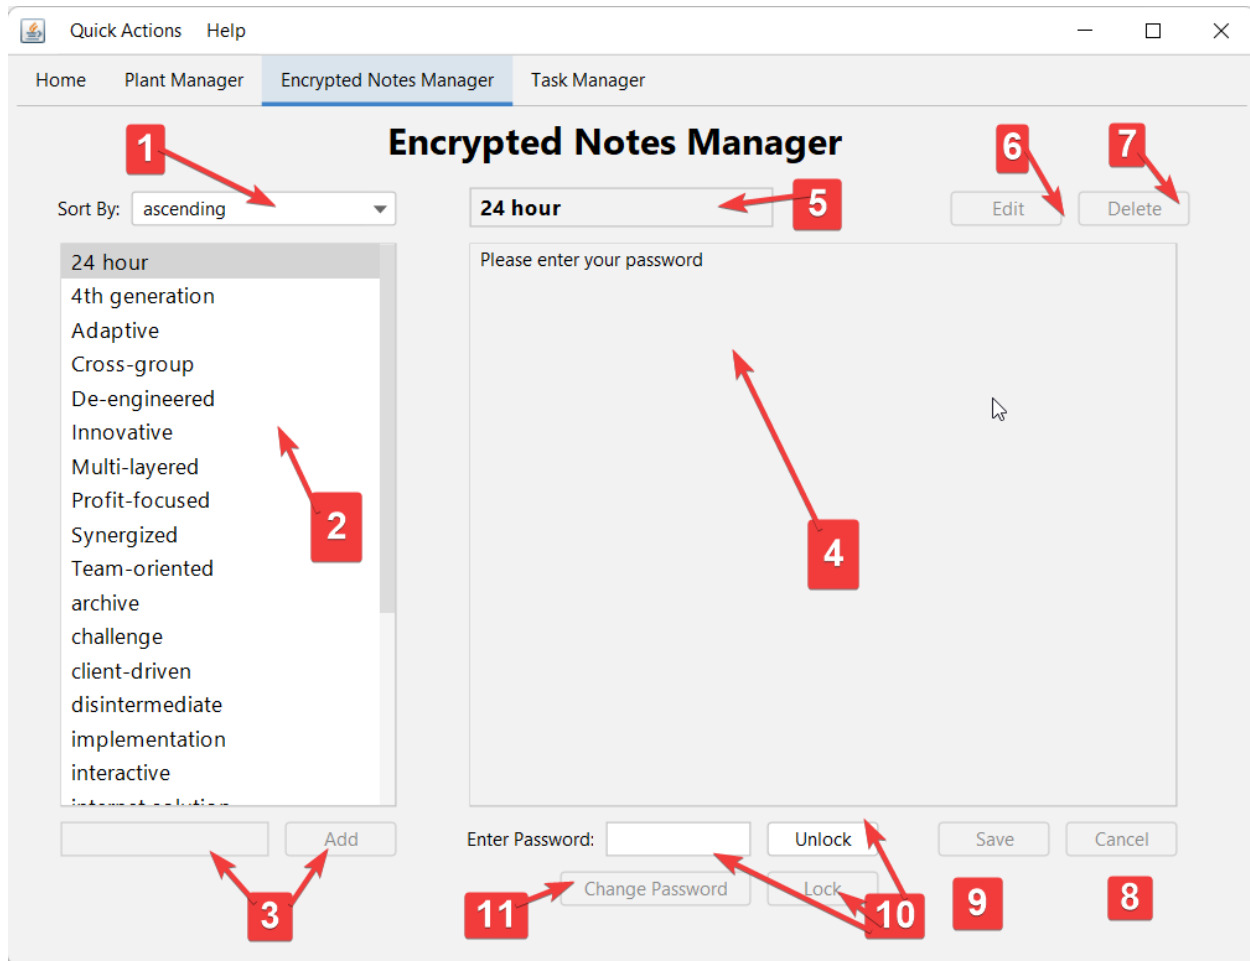 Quick Actions Help
Home Plant Manager Encrypted Notes Manager Task Manager
Encrypted Notes Manager
1
6
7
Sort By: ascending
24 hour
5
Edit
Delete
24 hour
4th generation
Adaptive
Cross-group
De-engineered
Innovative
Multi-layered
Profit-focused
Synergized
Team-oriented
archive
challenge
client-driven
disintermediate
implementation
interactive
2
Please enter your password
4
Add
3
Enter Password:
Unlock
Save
Cancel
Change Password
Lock
11
10
9
8